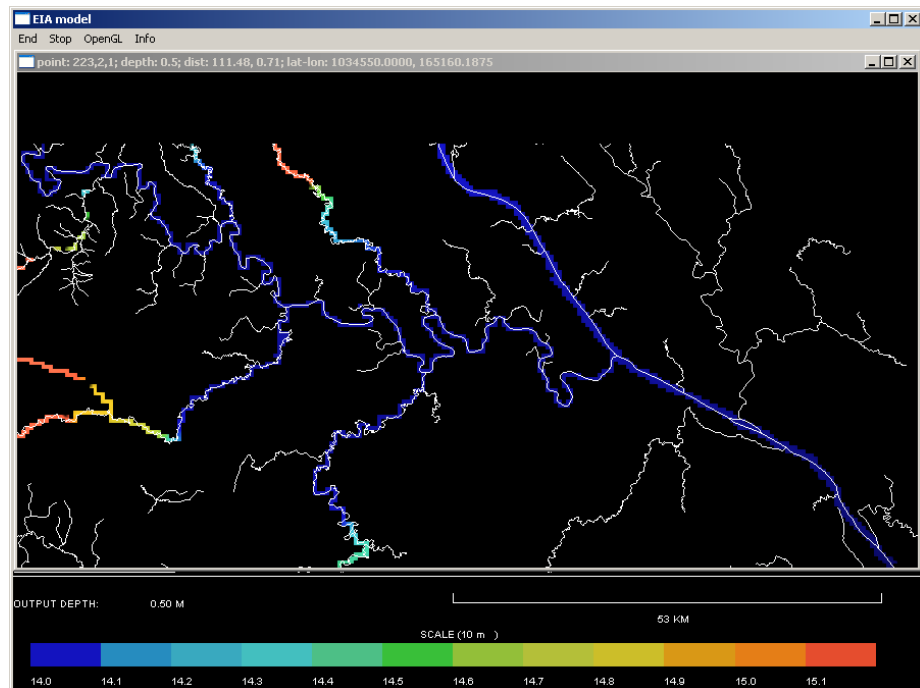 EIA model
End Stop OpenGL Info
point: 223,2,1; depth: 0.5; dist: 111.48, 0.71; lat-lon: 1034550.0000, 165160.1875
OUTPUT DEPTH: 0.50 M
53 KM
SCALE (10 m )
14.0 14.1 14.2 14.3 14.4 14.5 14.6 14.7 14.8 14.9 15.0 15.1